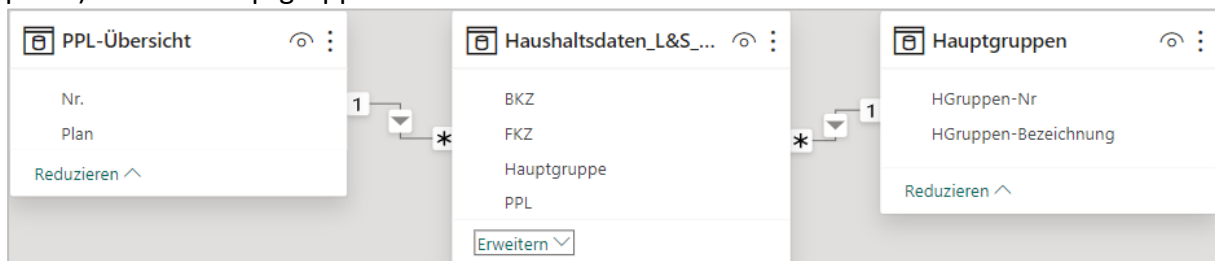 PPL-Übersicht
Nr.
Plan
Reduzieren
1
*
Haushaltsdaten_L&S_...
BKZ
FKZ
Hauptgruppe
PPL
Erweitern
*
1
Hauptgruppen
HGruppen-Nr
HGruppen-Bezeichnung
Reduzieren